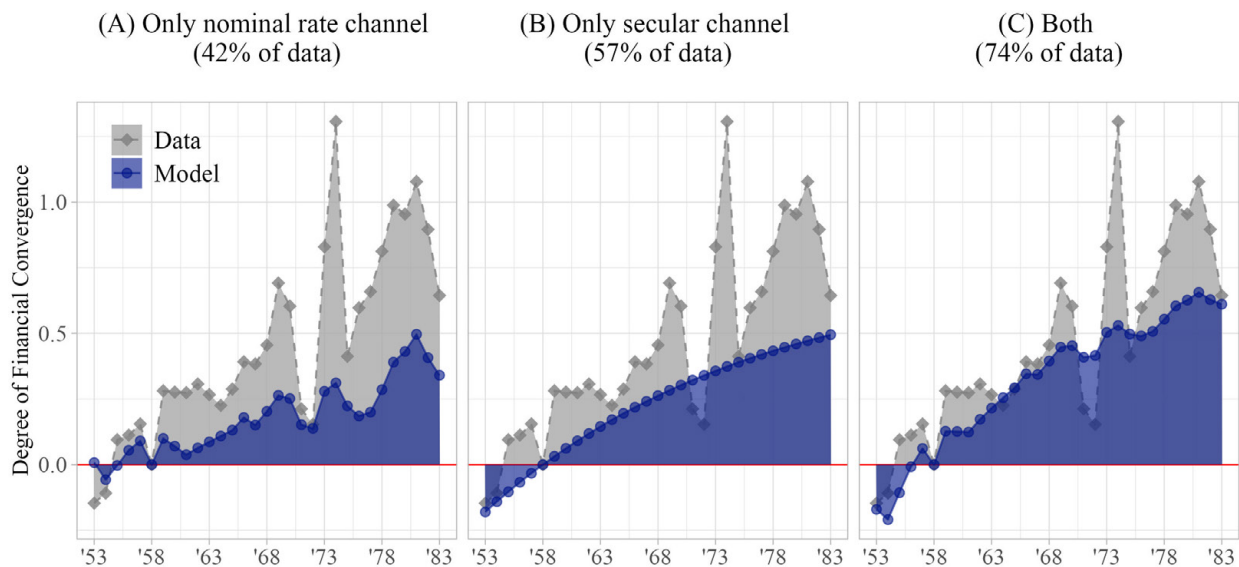 (A) Only nominal rate channel
(42% of data)
(B) Only secular channel
(57% of data)
(C) Both
(74% of data)
Degree of Financial Convergence
1.0
0.5
0.0
Data
Model
'53 '58 '63 '68 '73 '78 '83
'53 '58 '63 '68 '73 '78 '83
'53 '58 '63 '68 '73 '78 '83